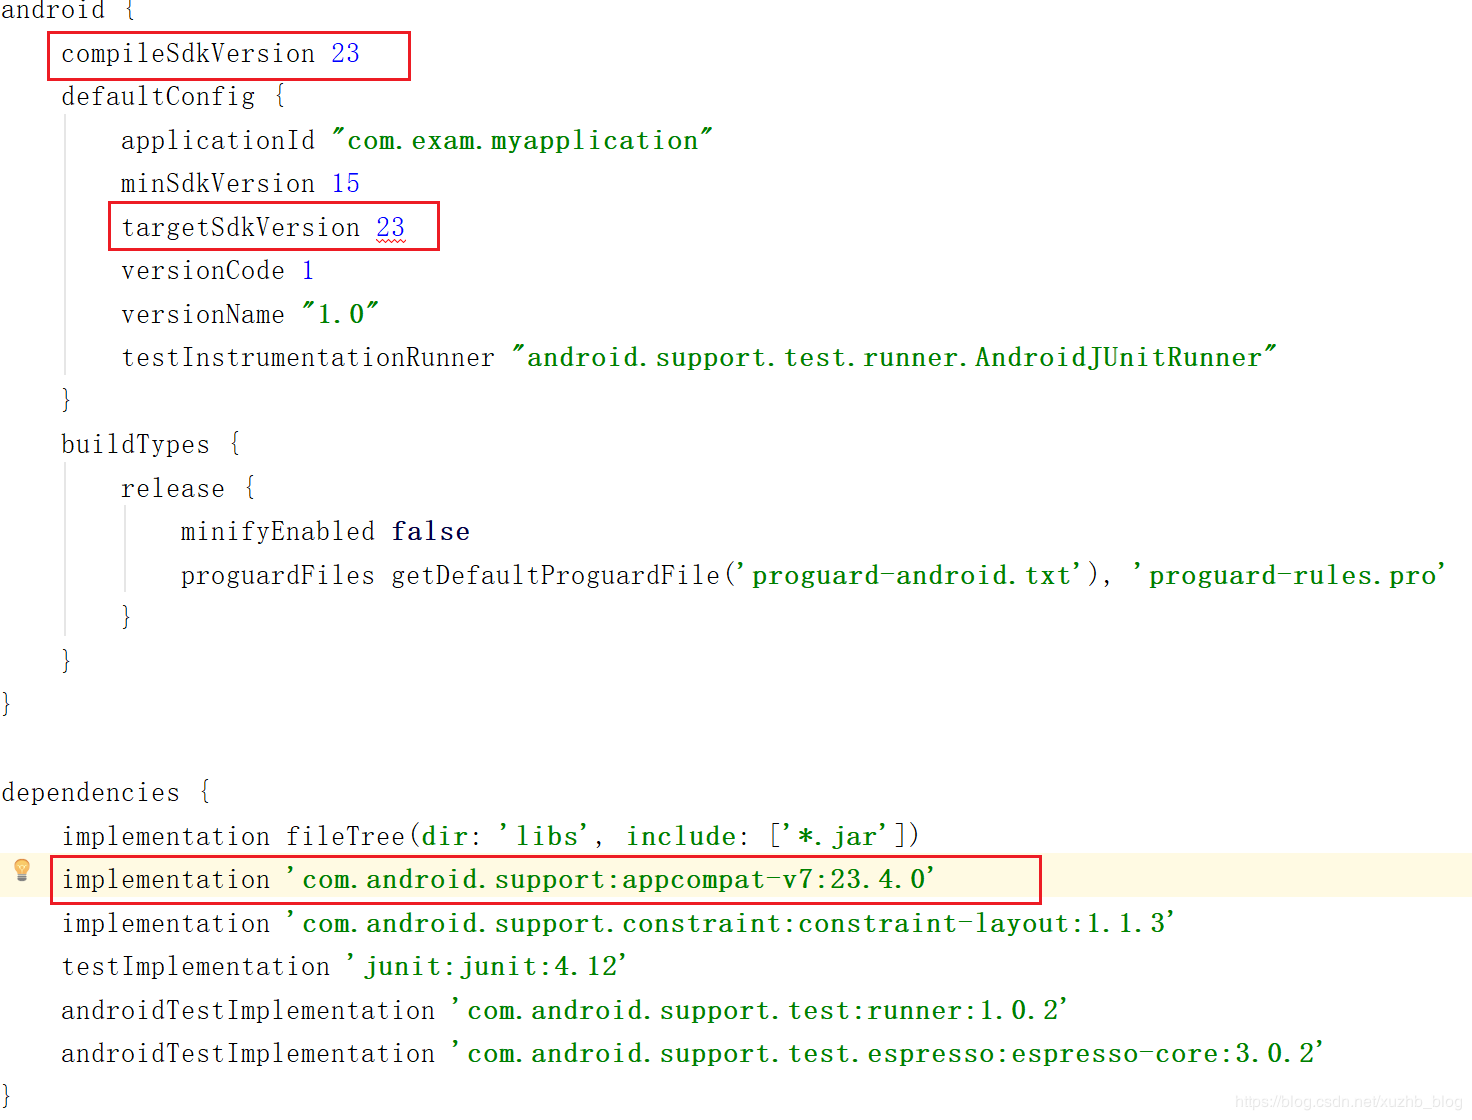 android {
    compileSdkVersion 23
    defaultConfig {
        applicationId "com.exam.myapplication"
        minSdkVersion 15
        targetSdkVersion 23
        versionCode 1
        versionName "1.0"
        testInstrumentationRunner "android.support.test.runner.AndroidJUnitRunner"
    }
    buildTypes {
        release {
            minifyEnabled false
            proguardFiles getDefaultProguardFile('proguard-android.txt'), 'proguard-rules.pro'
        }
    }
}
dependencies {
    implementation fileTree(dir: 'libs', include: ['*.jar'])
    implementation 'com.android.support:appcompat-v7:23.4.0'
    implementation 'com.android.support.constraint:constraint-layout:1.1.3'
    testImplementation 'junit:junit:4.12'
    androidTestImplementation 'com.android.support.test:runner:1.0.2'
    androidTestImplementation 'com.android.support.test.espresso:espresso-core:3.0.2'
}
https://blog.csdn.net/xuzhb_blog